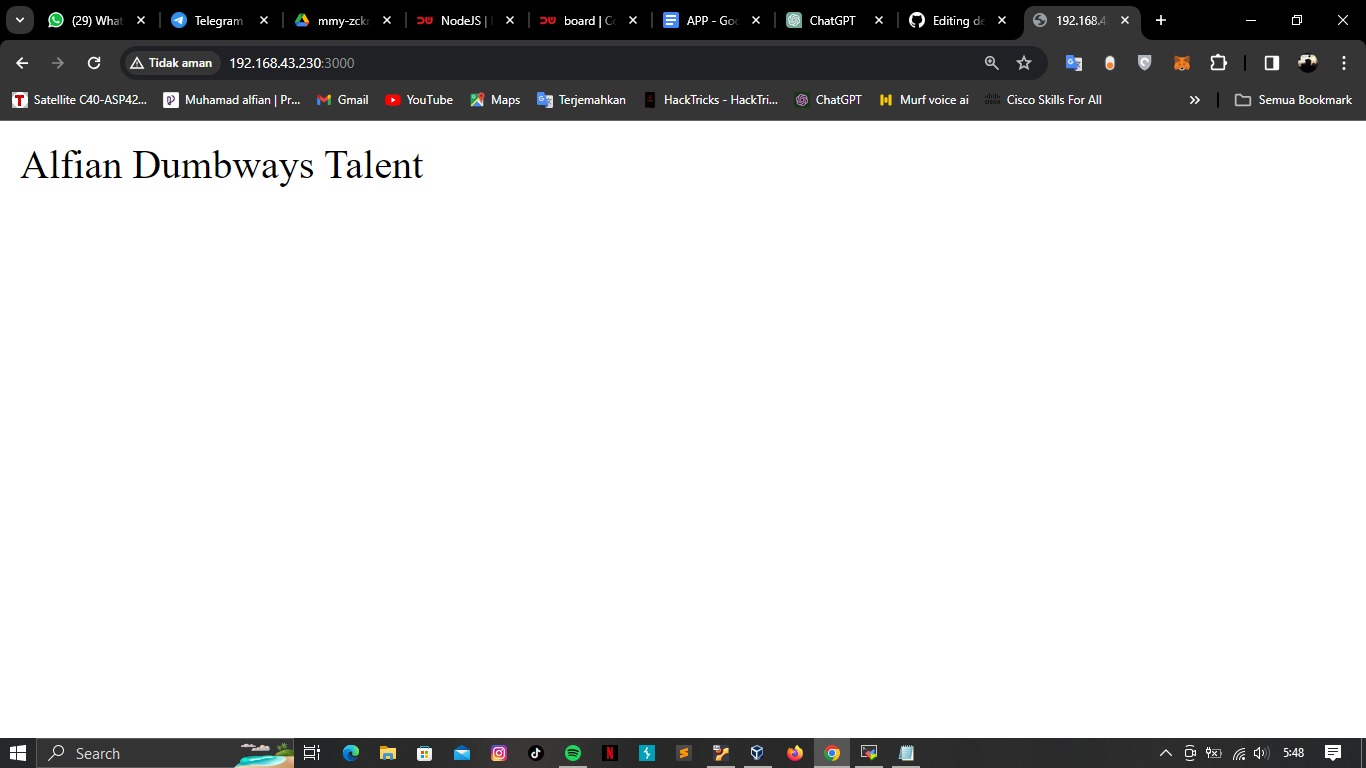 (29) What
Telegram
mmy-zck
NodeJS |
board | Co
APP - Goo
ChatGPT
Editing de
192.168.4
Tidak aman
192.168.43.230:3000
Satellite C40-ASP42...
Muhamad alfian | Pr...
Gmail
YouTube
Maps
Terjemahkan
HackTricks - HackTri...
ChatGPT
Murf voice ai
Cisco Skills For All
Semua Bookmark
Alfian Dumbways Talent
Search
5:48